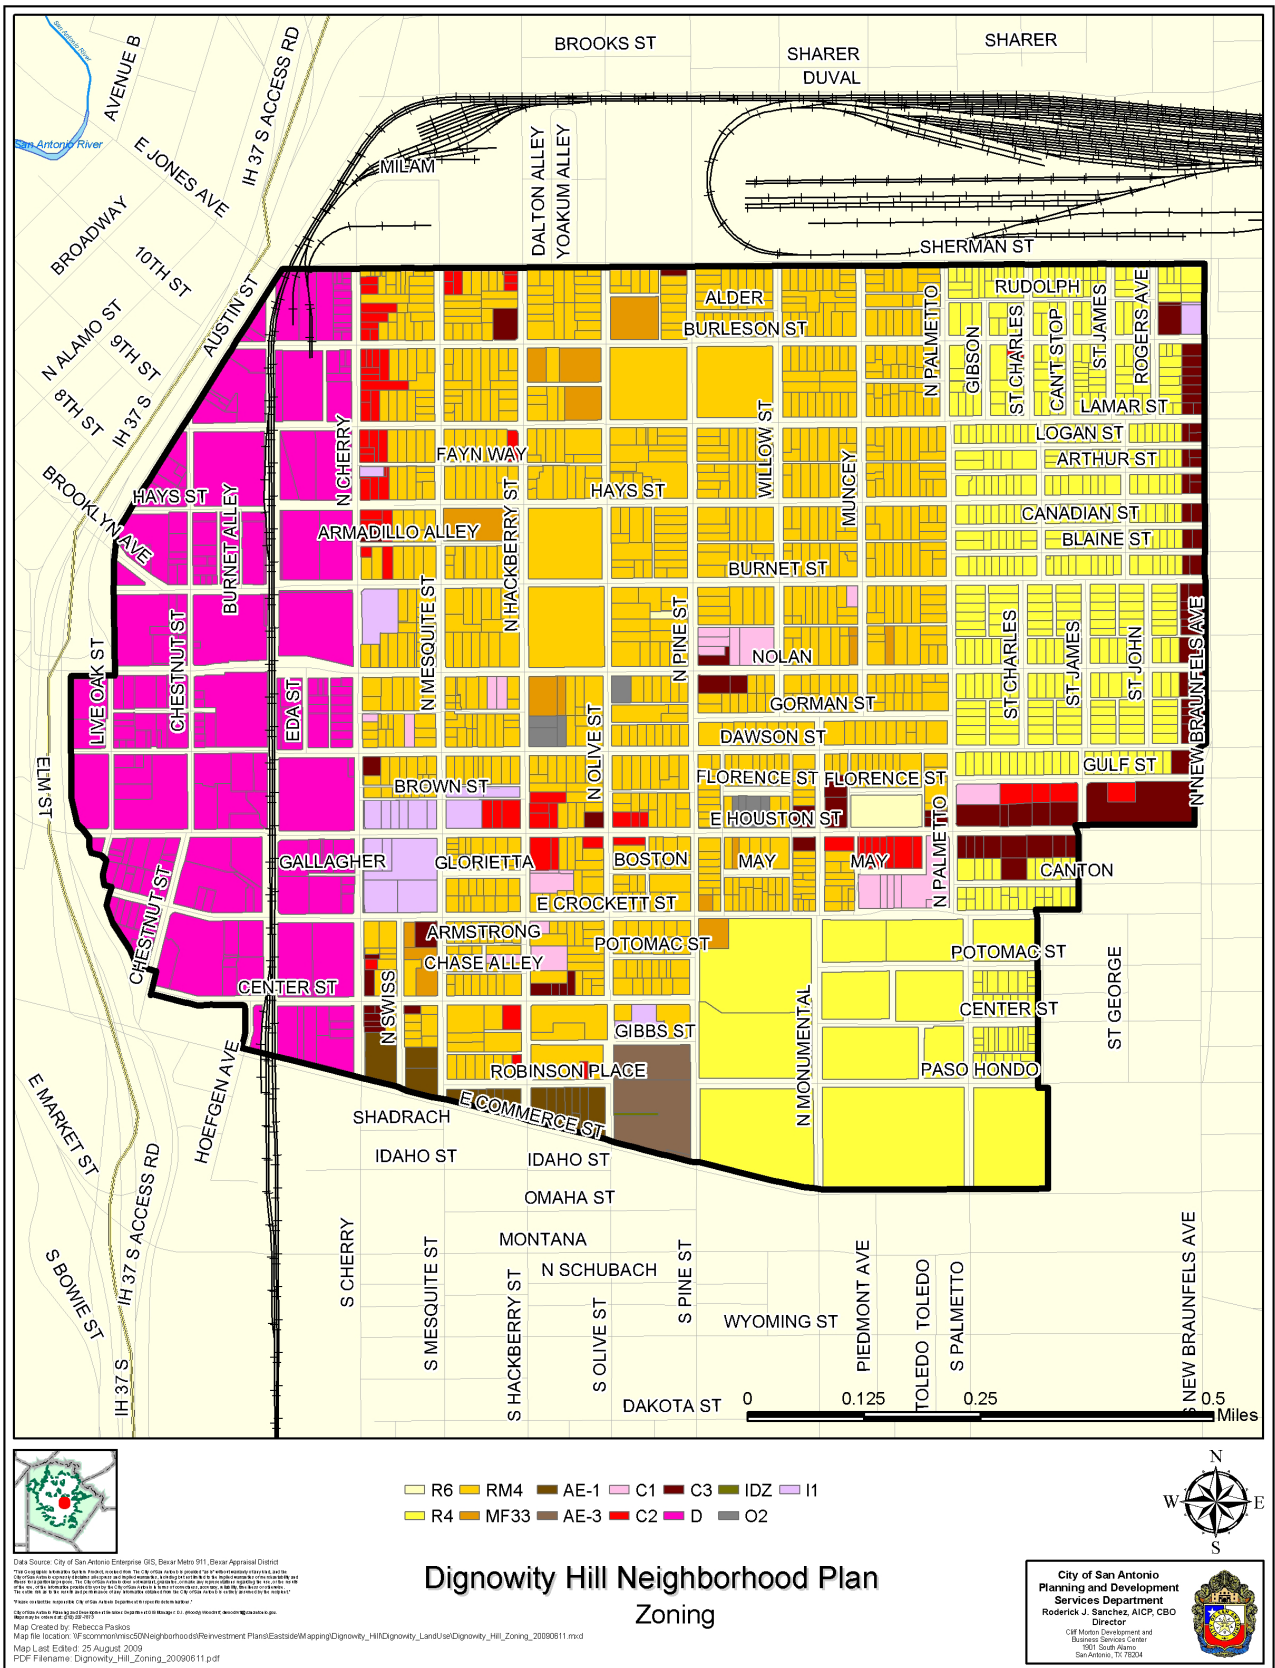 BROOKS ST
SHARER
SHARER
DUVAL
San Antonio River
AVENUE B
IH 37 S ACCESS RD
San Antonio River
E JONES AVE
MILAM
DALTON ALLEY
YOAKUM ALLEY
BROADWAY
10TH ST
SHERMAN ST
N ALAMO ST
9TH ST
8TH ST
AUSTIN ST
IH 37 S
ALDER
BURLESON ST
N PALMETTO
RUDOLPH
GIBSON
ST CHARLES
CAN'T STOP
ST JAMES
ROGERS AVE
LAMAR ST
LOGAN ST
ARTHUR ST
WILLOW ST
MUNCEY
N CHERRY
FAYN WAY
HAYS ST
HAYS ST
BROOKLYN AVE
BURNET ALLEY
ARMADILLO ALLEY
N HACKBERRY ST
CANADIAN ST
BLAINE ST
BURNET ST
LIVE OAK ST
CHESTNUT ST
EDA ST
N MESQUITE ST
N PINE ST
NOLAN
ST CHARLES
ST JAMES
ST JOHN
N NEW BRAUNFELS AVE
GORMAN ST
N OLIVE ST
DAWSON ST
ELM ST
BROWN ST
FLORENCE ST
FLORENCE ST
GULF ST
E HOUSTON ST
N PALMETTO
GALLAGHER
GLORIETTA
BOSTON
MAY
MAY
CANTON
CHESTNUT ST
E CROCKETT ST
ARMSTRONG
POTOMAC ST
POTOMAC ST
CHASE ALLEY
CENTER ST
N SWISS
N MONUMENTAL
CENTER ST
ST GEORGE
GIBBS ST
HOEFGEN AVE
ROBINSON PLACE
PASO HONDO
E MARKET ST
SHADRACH
E COMMERCE ST
IDAHO ST
IDAHO ST
OMAHA ST
IH 37 S ACCESS RD
S BOWIE ST
IH 37 S
S CHERRY
S MESQUITE ST
MONTANA
N SCHUBACH
S HACKBERRY ST
S OLIVE ST
S PINE ST
WYOMING ST
PIEDMONT AVE
TOLEDO TOLEDO
S PALMETTO
S NEW BRAUNFELS AVE
DAKOTA ST
0 0.125 0.25 0.5
Miles
R6 RM4 AE-1 C1 C3 IDZ I1
R4 MF33 AE-3 C2 D O2
N
W E
S
Data Source: City of San Antonio Enterprise GIS, Bexar Metro 911, Bexar Appraisal District
Map Created by: Rebecca Paskos
Map Last Edited: 25 August 2009
PDF Filename: Dignowity_Hill_Zoning_20090611.pdf
Dignowity Hill Neighborhood Plan
Zoning
City of San Antonio
Planning and Development
Services Department
Roderick J. Sanchez, AICP, CBO
Director
Cliff Morton Development and
Business Services Center
1901 South Alamo
San Antonio, TX 78204